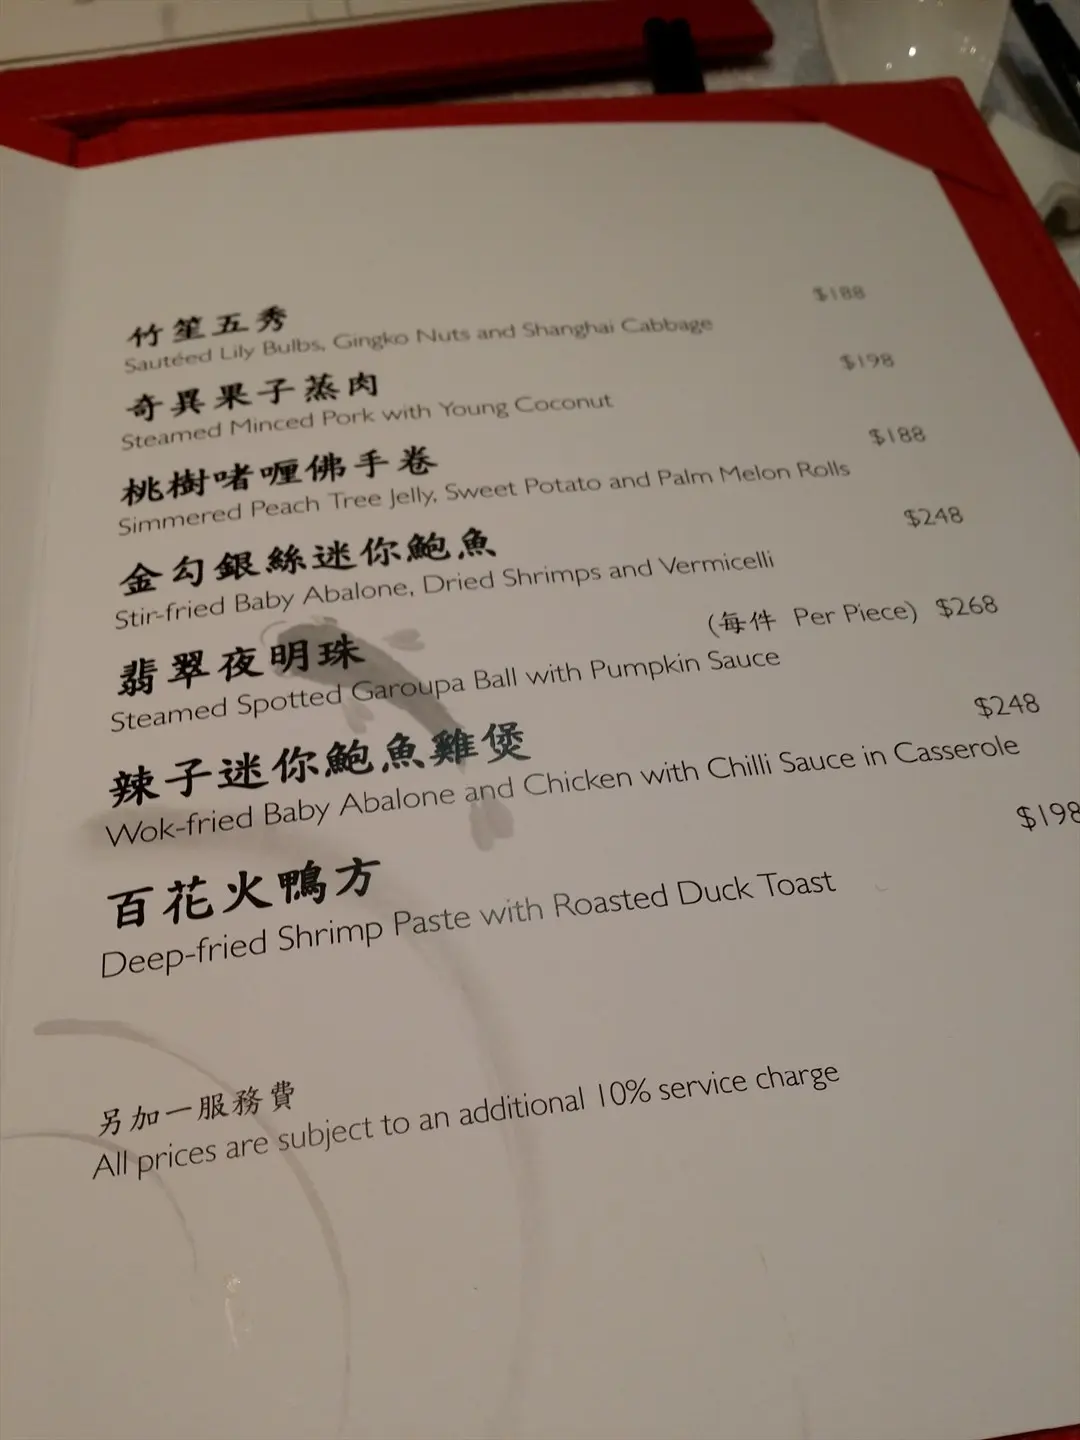 竹笙五秀
$188
Sautéed Lily Bulbs, Gingko Nuts and Shanghai Cabbage
奇異果子蒸肉
$198
Steamed Minced Pork with Young Coconut
桃樹啫喱佛手卷
$188
Simmered Peach Tree Jelly, Sweet Potato and Palm Melon Rolls
金勾銀絲迷你鮑魚
$248
Stir-fried Baby Abalone, Dried Shrimps and Vermicelli
翡翠夜明珠
(每件 Per Piece) $268
Steamed Spotted Garoupa Ball with Pumpkin Sauce
辣子迷你鮑魚雞煲
$248
Wok-fried Baby Abalone and Chicken with Chilli Sauce in Casserole
百花火鴨方
$198
Deep-fried Shrimp Paste with Roasted Duck Toast
另加一服務費
All prices are subject to an additional 10% service charge